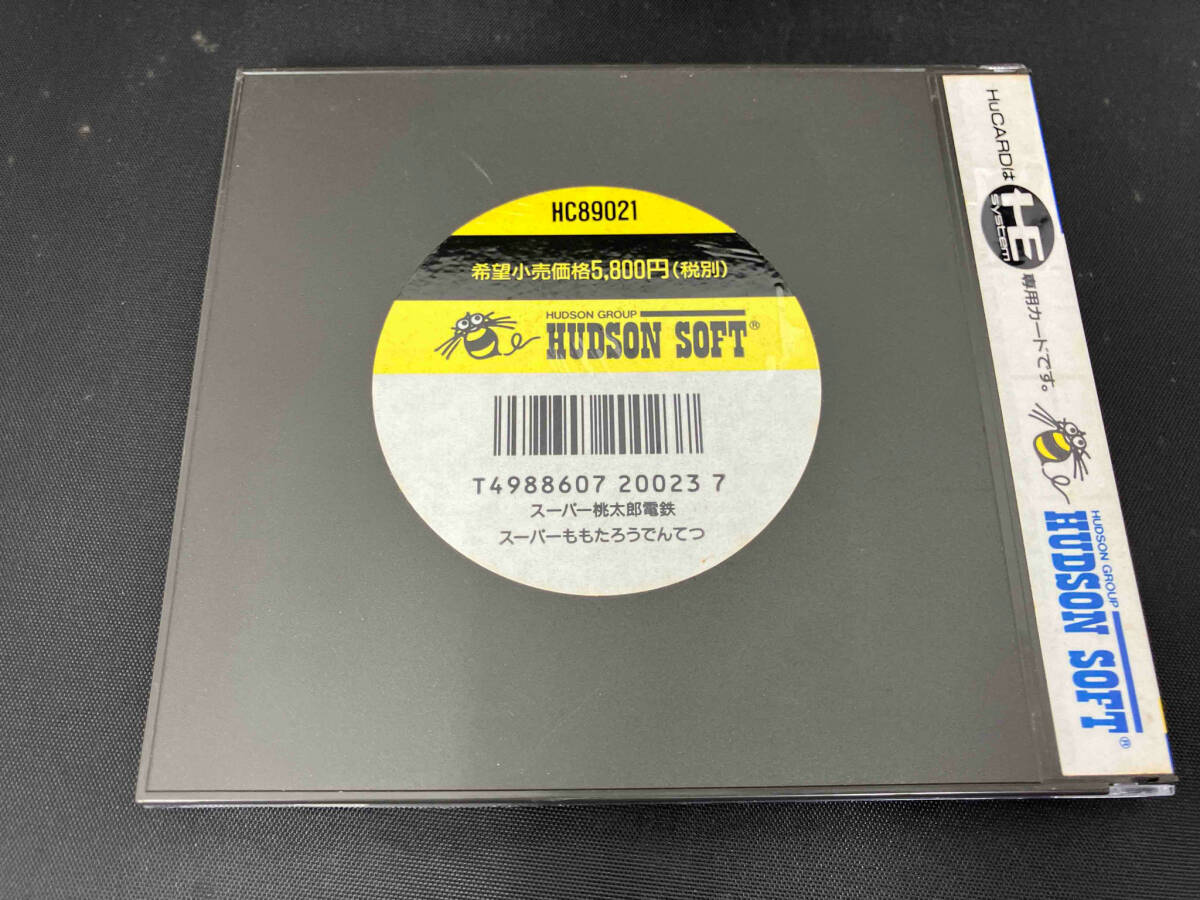 HC89021
希望小売価格5,800円(税別)
HUDSON GROUP
HUDSON SOFT®
T4988607 20023 7
スーパー桃太郎電鉄
スーパーももたろうでんてつ
HuCARDは
HE
system
専用カードです。
HUDSON GROUP
HUDSON SOFT®